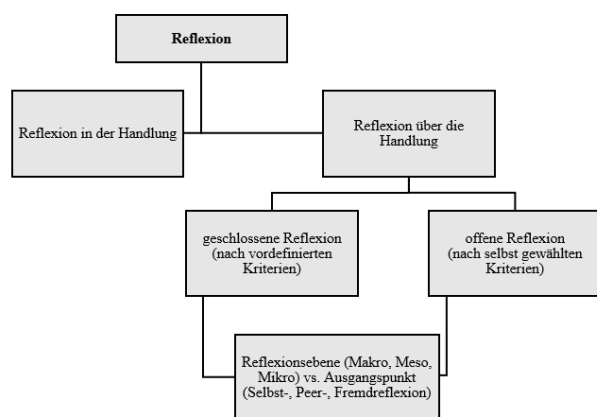 Reflexion
Reflexion in der Handlung
Reflexion über die
Handlung
geschlossene Reflexion
(nach vordefinierten
Kriterien)
offene Reflexion
(nach selbst gewählten
Kriterien)
Reflexionsebene (Makro, Meso,
Mikro) vs. Ausgangspunkt
(Selbst-, Peer-, Fremdreflexion)